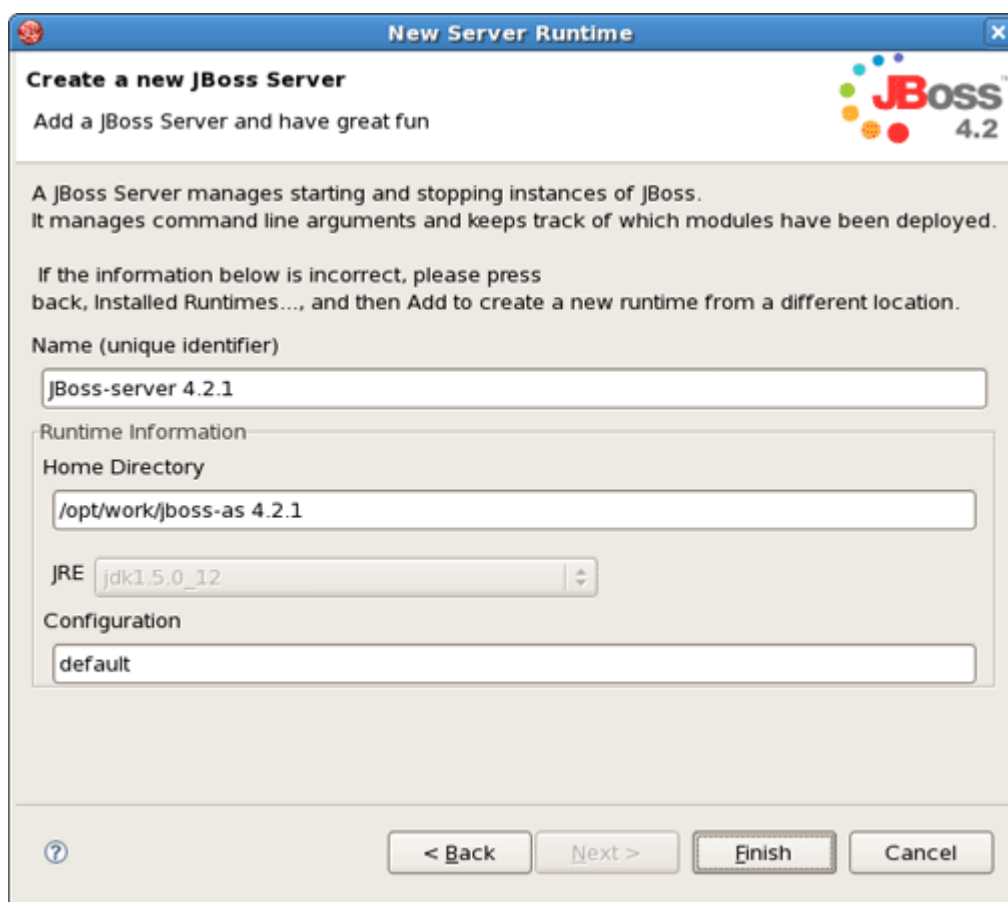 New Server Runtime
Create a new JBoss Server
Add a JBoss Server and have great fun
JBoss™
4.2
A JBoss Server manages starting and stopping instances of JBoss.
It manages command line arguments and keeps track of which modules have been deployed.
If the information below is incorrect, please press
back, Installed Runtimes..., and then Add to create a new runtime from a different location.
Name (unique identifier)
JBoss-server 4.2.1
Runtime Information
Home Directory
/opt/work/jboss-as 4.2.1
JRE jdk1.5.0_12
Configuration
default
? < Back Next > Finish Cancel